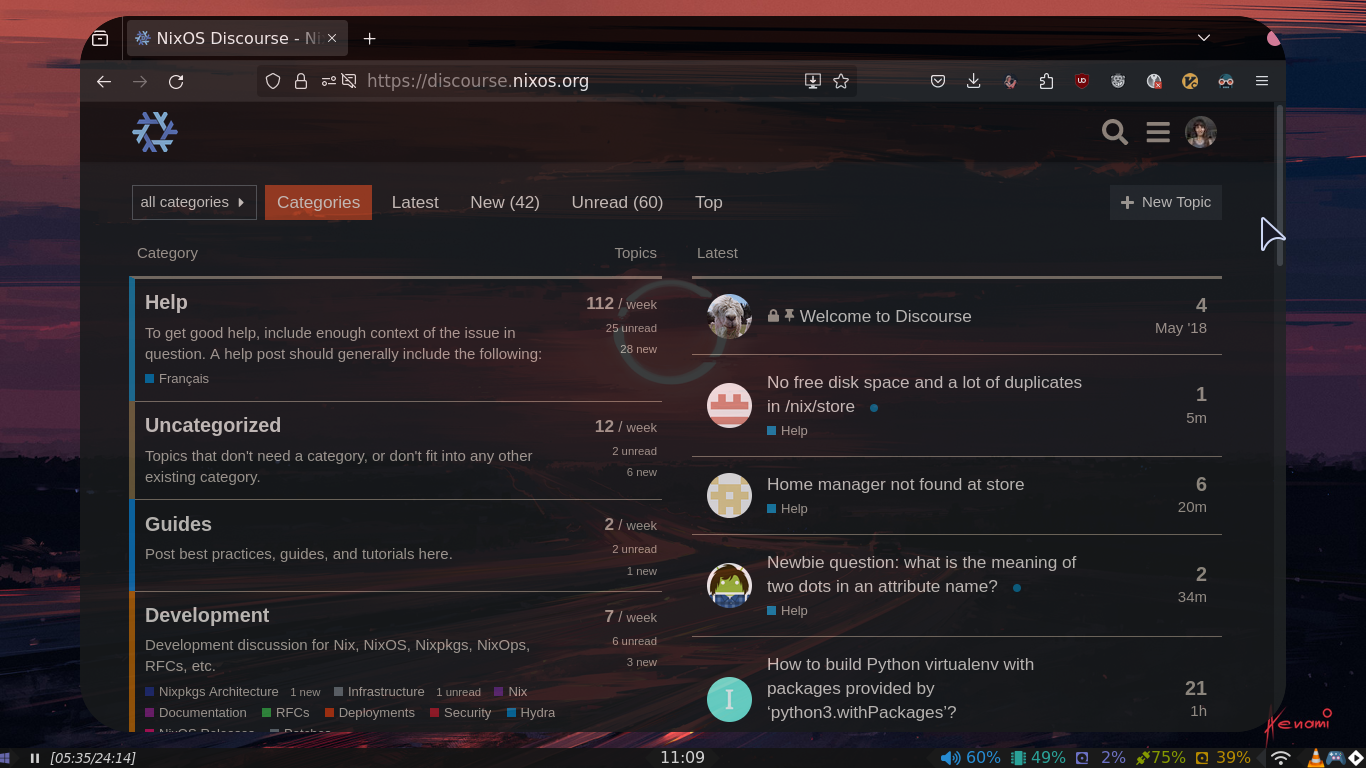 NixOS Discourse - Ni
https://discourse.nixos.org
all categories
Categories
Latest
New (42)
Unread (60)
Top
New Topic
Category
Topics
Help
112 / week
To get good help, include enough context of the issue in
25 unread
question. A help post should generally include the following:
28 new
Français
Uncategorized
12 / week
Topics that don't need a category, or don't fit into any other
2 unread
existing category.
6 new
Guides
2 / week
Post best practices, guides, and tutorials here.
2 unread
1 new
Development
7 / week
Development discussion for Nix, NixOS, Nixpkgs, NixOps,
6 unread
RFCs, etc.
3 new
Nixpkgs Architecture 1 new Infrastructure 1 unread Nix
Documentation RFCs Deployments Security Hydra
NixOS Releases Patches
Latest
Welcome to Discourse
4
May '18
No free disk space and a lot of duplicates
in /nix/store
Help
1
5m
Home manager not found at store
Help
6
20m
Newbie question: what is the meaning of
two dots in an attribute name?
Help
2
34m
I
How to build Python virtualenv with
packages provided by
‘python3.withPackages’?
21
1h
Xenami
[05:35/24:14]
11:09
60% 49% 2% 75% 39%